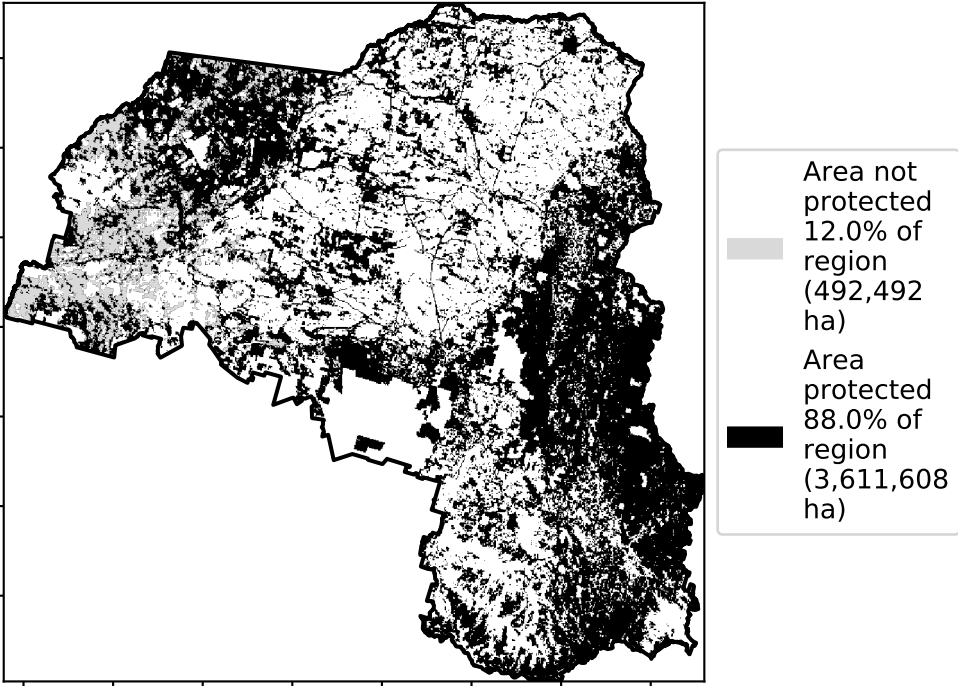 Area not
protected
12.0% of
region
(492,492
ha)
Area
protected
88.0% of
region
(3,611,608
ha)